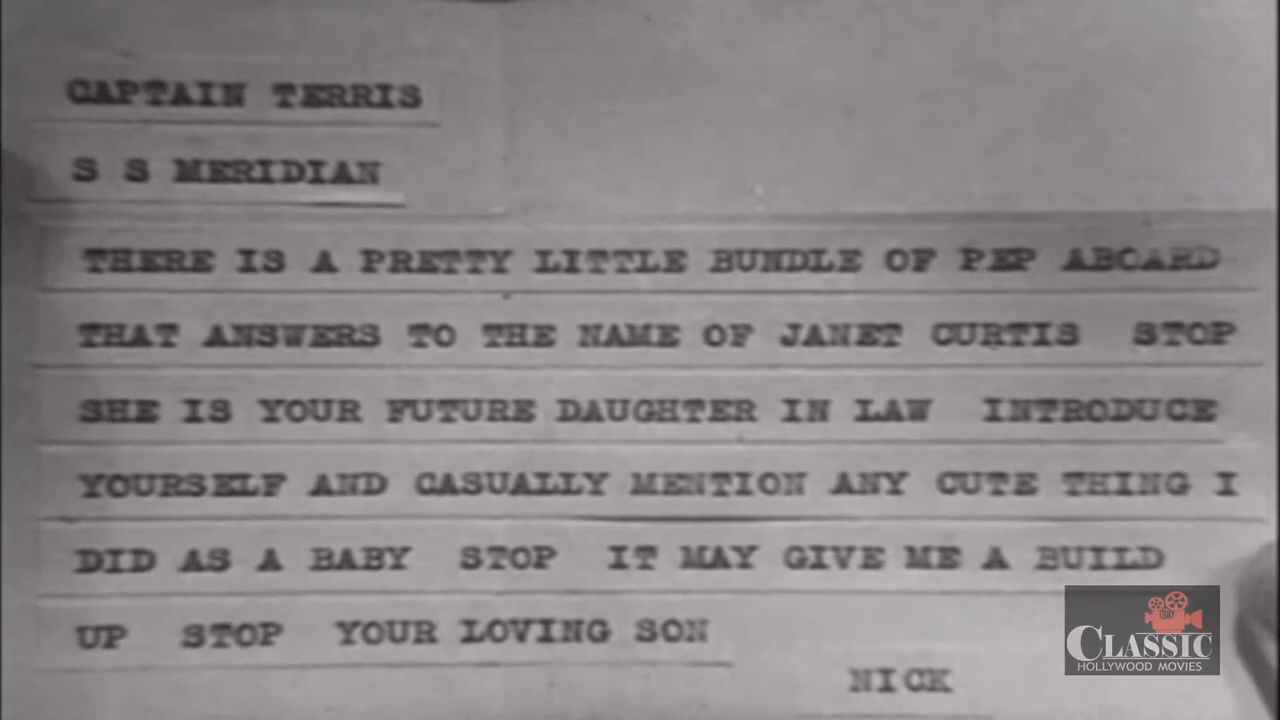 CAPTAIN TERRIS
S S MERIDIAN
THERE IS A PRETTY LITTLE BUNDLE OF PEP ABOARD
THAT ANSWERS TO THE NAME OF JANET CURTIS STOP
SHE IS YOUR FUTURE DAUGHTER IN LAW INTRODUCE
YOURSELF AND CASUALLY MENTION ANY CUTE THING I
DID AS A BABY STOP IT MAY GIVE ME A BUILD
UP STOP YOUR LOVING SON
NICK
CLASSIC
HOLLYWOOD MOVIES